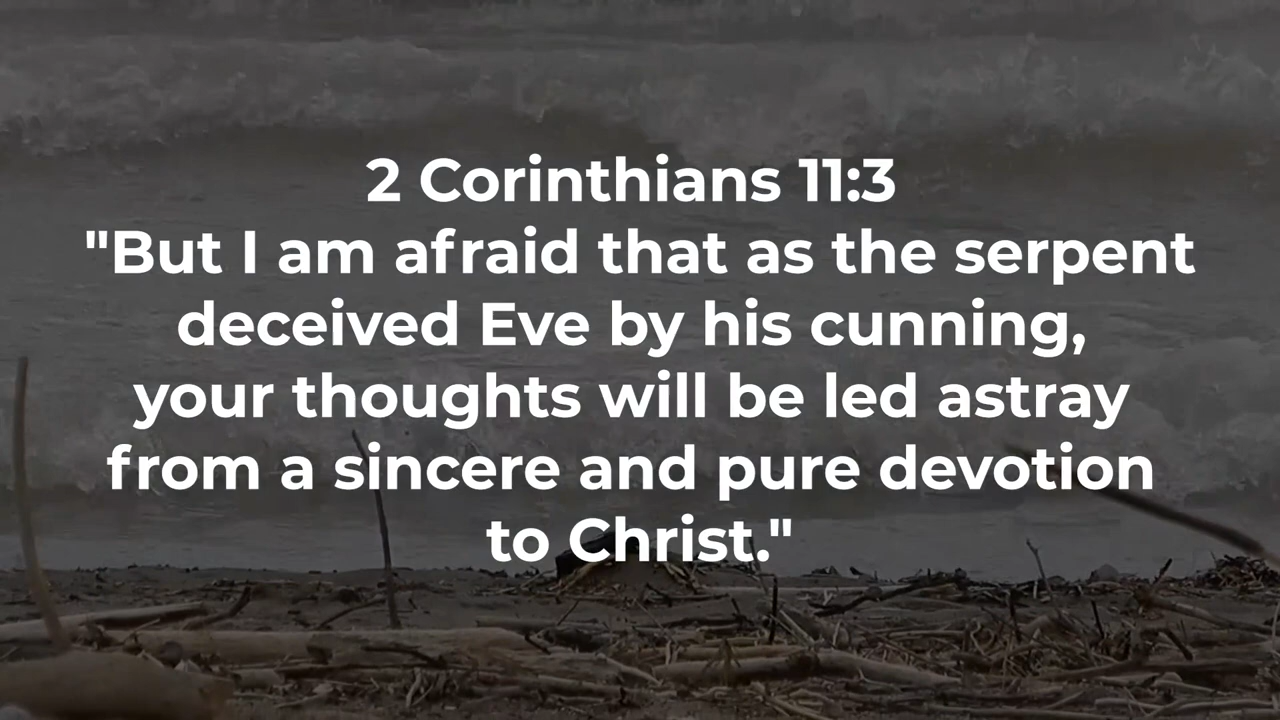 2 Corinthians 11:3
"But I am afraid that as the serpent
deceived Eve by his cunning,
your thoughts will be led astray
from a sincere and pure devotion
to Christ."